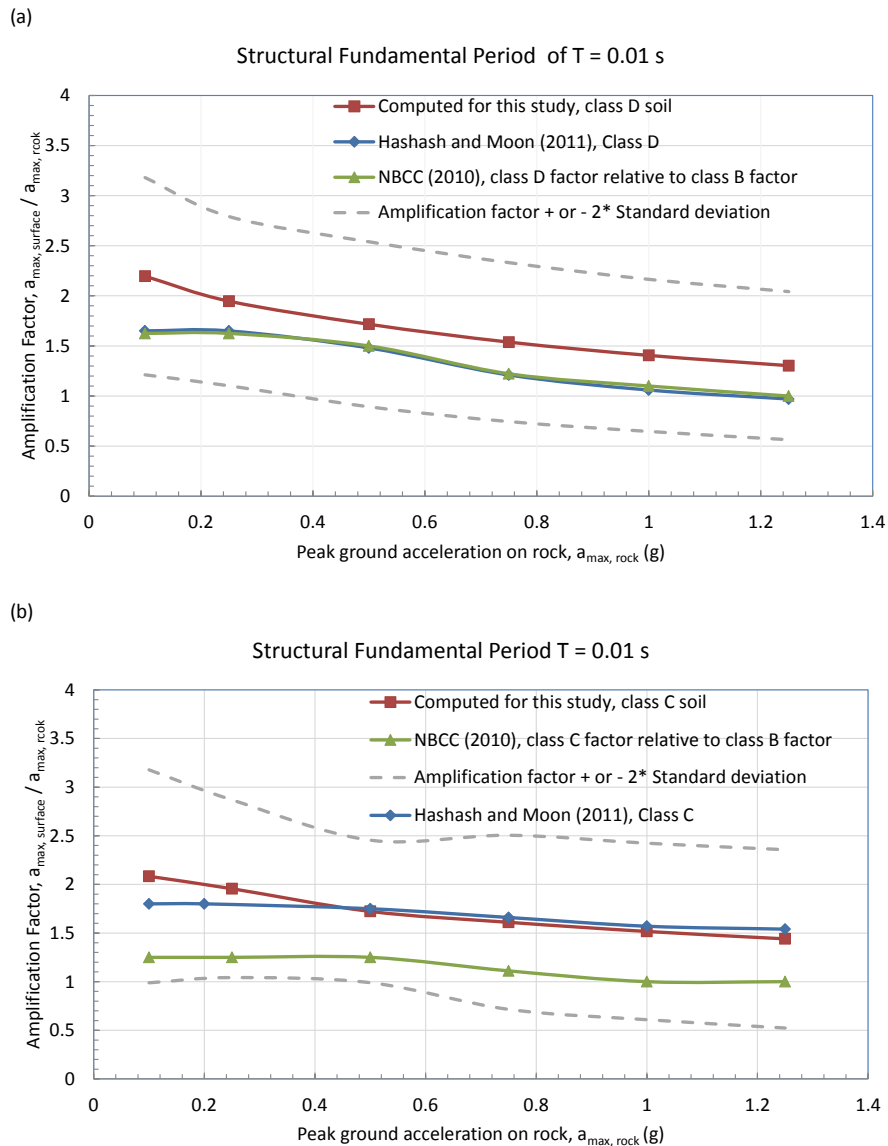 (a)
Structural Fundamental Period of T = 0.01 s
Amplification Factor, a max, surface / a max, rcok
4
3.5
3
2.5
2
1.5
1
0.5
0
Computed for this study, class D soil
Hashash and Moon (2011), Class D
NBCC (2010), class D factor relative to class B factor
Amplification factor + or - 2* Standard deviation
0 0.2 0.4 0.6 0.8 1 1.2 1.4
Peak ground acceleration on rock, a max, rock (g)
(b)
Structural Fundamental Period T = 0.01 s
Amplification Factor, a max, surface / a max, rcok
4
3.5
3
2.5
2
1.5
1
0.5
0
Computed for this study, class C soil
NBCC (2010), class C factor relative to class B factor
Amplification factor + or - 2* Standard deviation
Hashash and Moon (2011), Class C
0 0.2 0.4 0.6 0.8 1 1.2 1.4
Peak ground acceleration on rock, a max, rock (g)